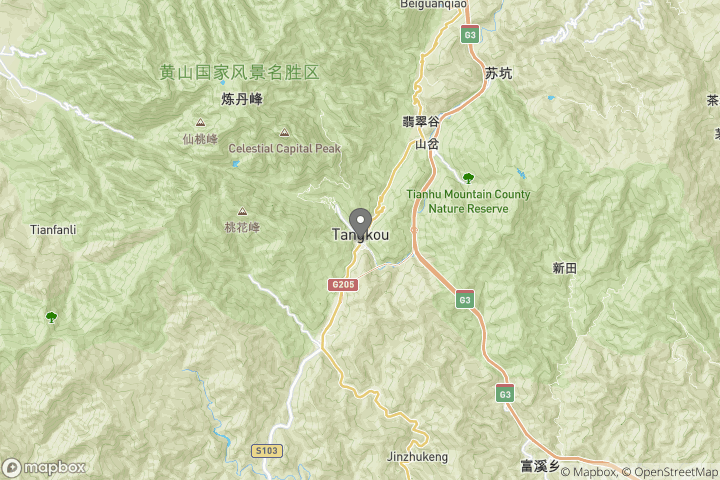 Beiguanqiao
G3
黄山国家风景名胜区
苏坑
炼丹峰
茶
翡翠谷
仙桃峰
山岔
Celestial Capital Peak
Tianhu Mountain County
Nature Reserve
桃花峰
Tianfanli
Tangkou
新田
G205
G3
G3
S103
Jinzhukeng
富溪乡
mapbox
© Mapbox, © OpenStreetMap